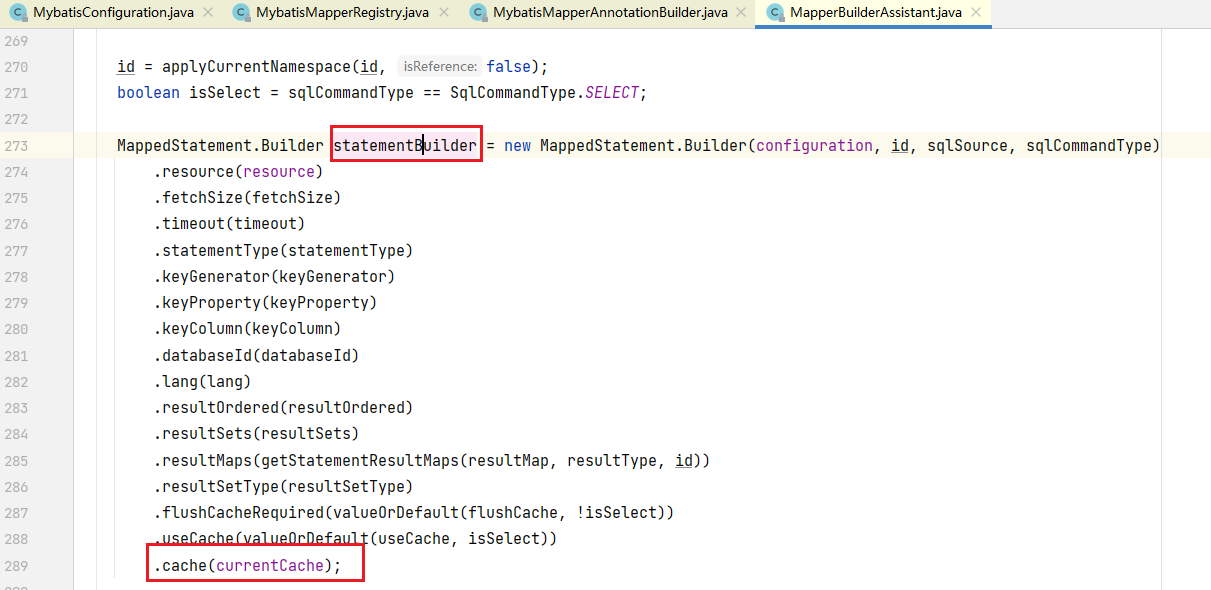 MybatisConfiguration.java MybatisMapperRegistry.java MybatisMapperAnnotationBuilder.java MapperBuilderAssistant.java
269
270 id = applyCurrentNamespace(id, isReference: false);
271 boolean isSelect = sqlCommandType == SqlCommandType.SELECT;
272
273 MappedStatement.Builder statementBuilder = new MappedStatement.Builder(configuration, id, sqlSource, sqlCommandType)
274 .resource(resource)
275 .fetchSize(fetchSize)
276 .timeout(timeout)
277 .statementType(statementType)
278 .keyGenerator(keyGenerator)
279 .keyProperty(keyProperty)
280 .keyColumn(keyColumn)
281 .databaseId(databaseId)
282 .lang(lang)
283 .resultOrdered(resultOrdered)
284 .resultSets(resultSets)
285 .resultMaps(getStatementResultMaps(resultMap, resultType, id))
286 .resultSetType(resultSetType)
287 .flushCacheRequired(valueOrDefault(flushCache, !isSelect))
288 .useCache(valueOrDefault(useCache, isSelect))
289 .cache(currentCache);